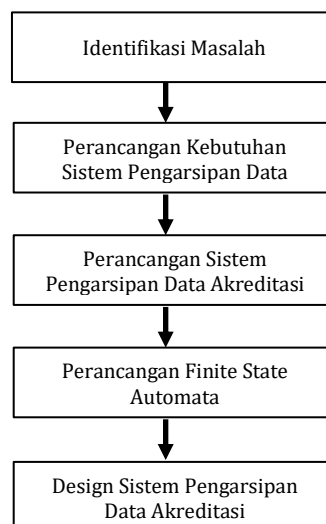 Identifikasi Masalah
Perancangan Kebutuhan
Sistem Pengarsipan Data
Perancangan Sistem
Pengarsipan Data Akreditasi
Perancangan Finite State
Automata
Design Sistem Pengarsipan
Data Akreditasi